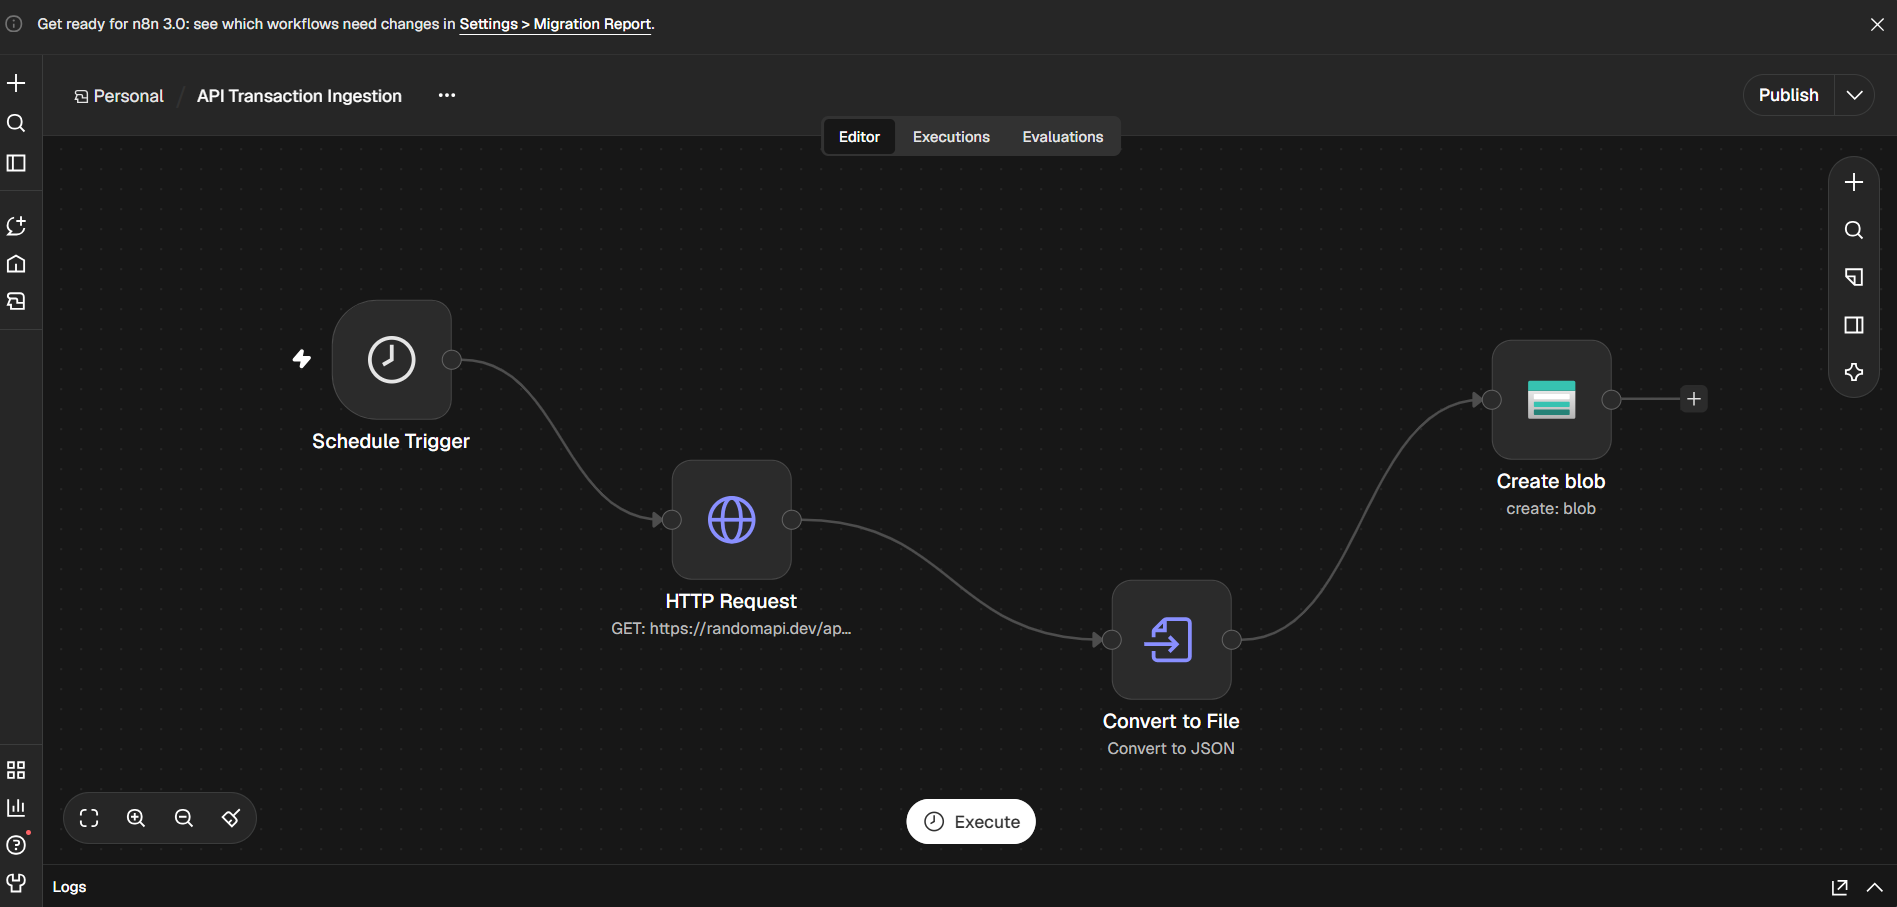 Get ready for n8n 3.0: see which workflows need changes in Settings > Migration Report.
Personal / API Transaction Ingestion ...
Publish
Editor Executions Evaluations
Schedule Trigger
HTTP Request
GET: https://randomapi.dev/ap...
Convert to File
Convert to JSON
Create blob
create: blob
Execute
Logs